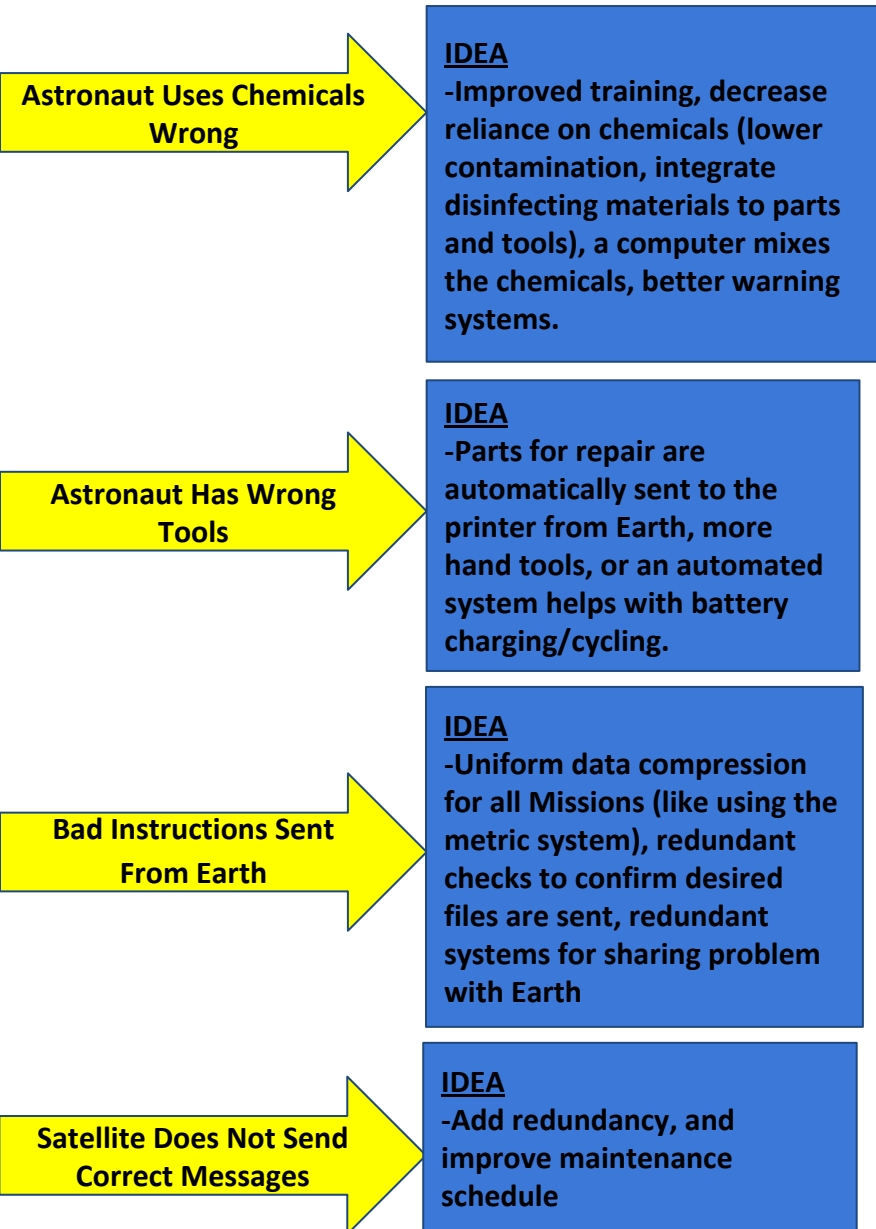 Astronaut Uses Chemicals
Wrong
IDEA
-Improved training, decrease
reliance on chemicals (lower
contamination, integrate
disinfecting materials to parts
and tools), a computer mixes
the chemicals, better warning
systems.
Astronaut Has Wrong
Tools
IDEA
-Parts for repair are
automatically sent to the
printer from Earth, more
hand tools, or an automated
system helps with battery
charging/cycling.
Bad Instructions Sent
From Earth
IDEA
-Uniform data compression
for all Missions (like using the
metric system), redundant
checks to confirm desired
files are sent, redundant
systems for sharing problem
with Earth
Satellite Does Not Send
Correct Messages
IDEA
-Add redundancy, and
improve maintenance
schedule